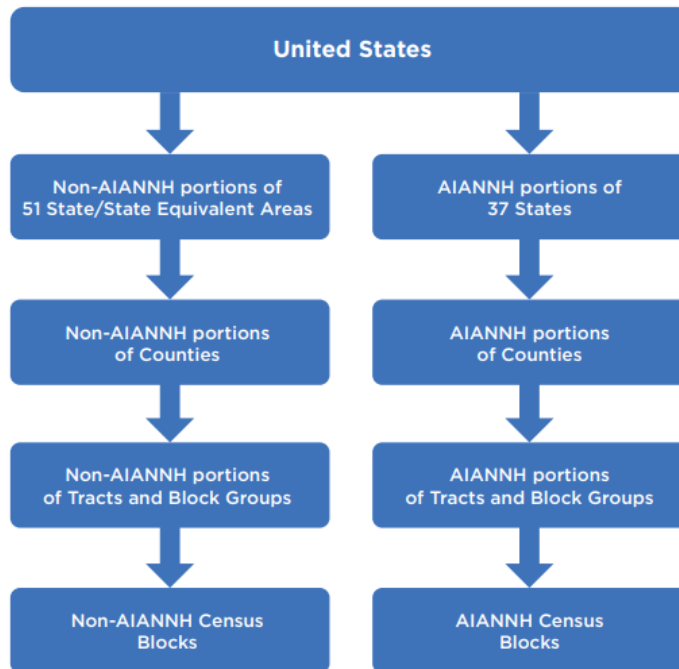 United States
Non-AIANNH portions of
51 State/State Equivalent Areas
AIANNH portions of
37 States
Non-AIANNH portions
of Counties
AIANNH portions
of Counties
Non-AIANNH portions
of Tracts and Block Groups
AIANNH portions
of Tracts and Block Groups
Non-AIANNH Census
Blocks
AIANNH Census
Blocks